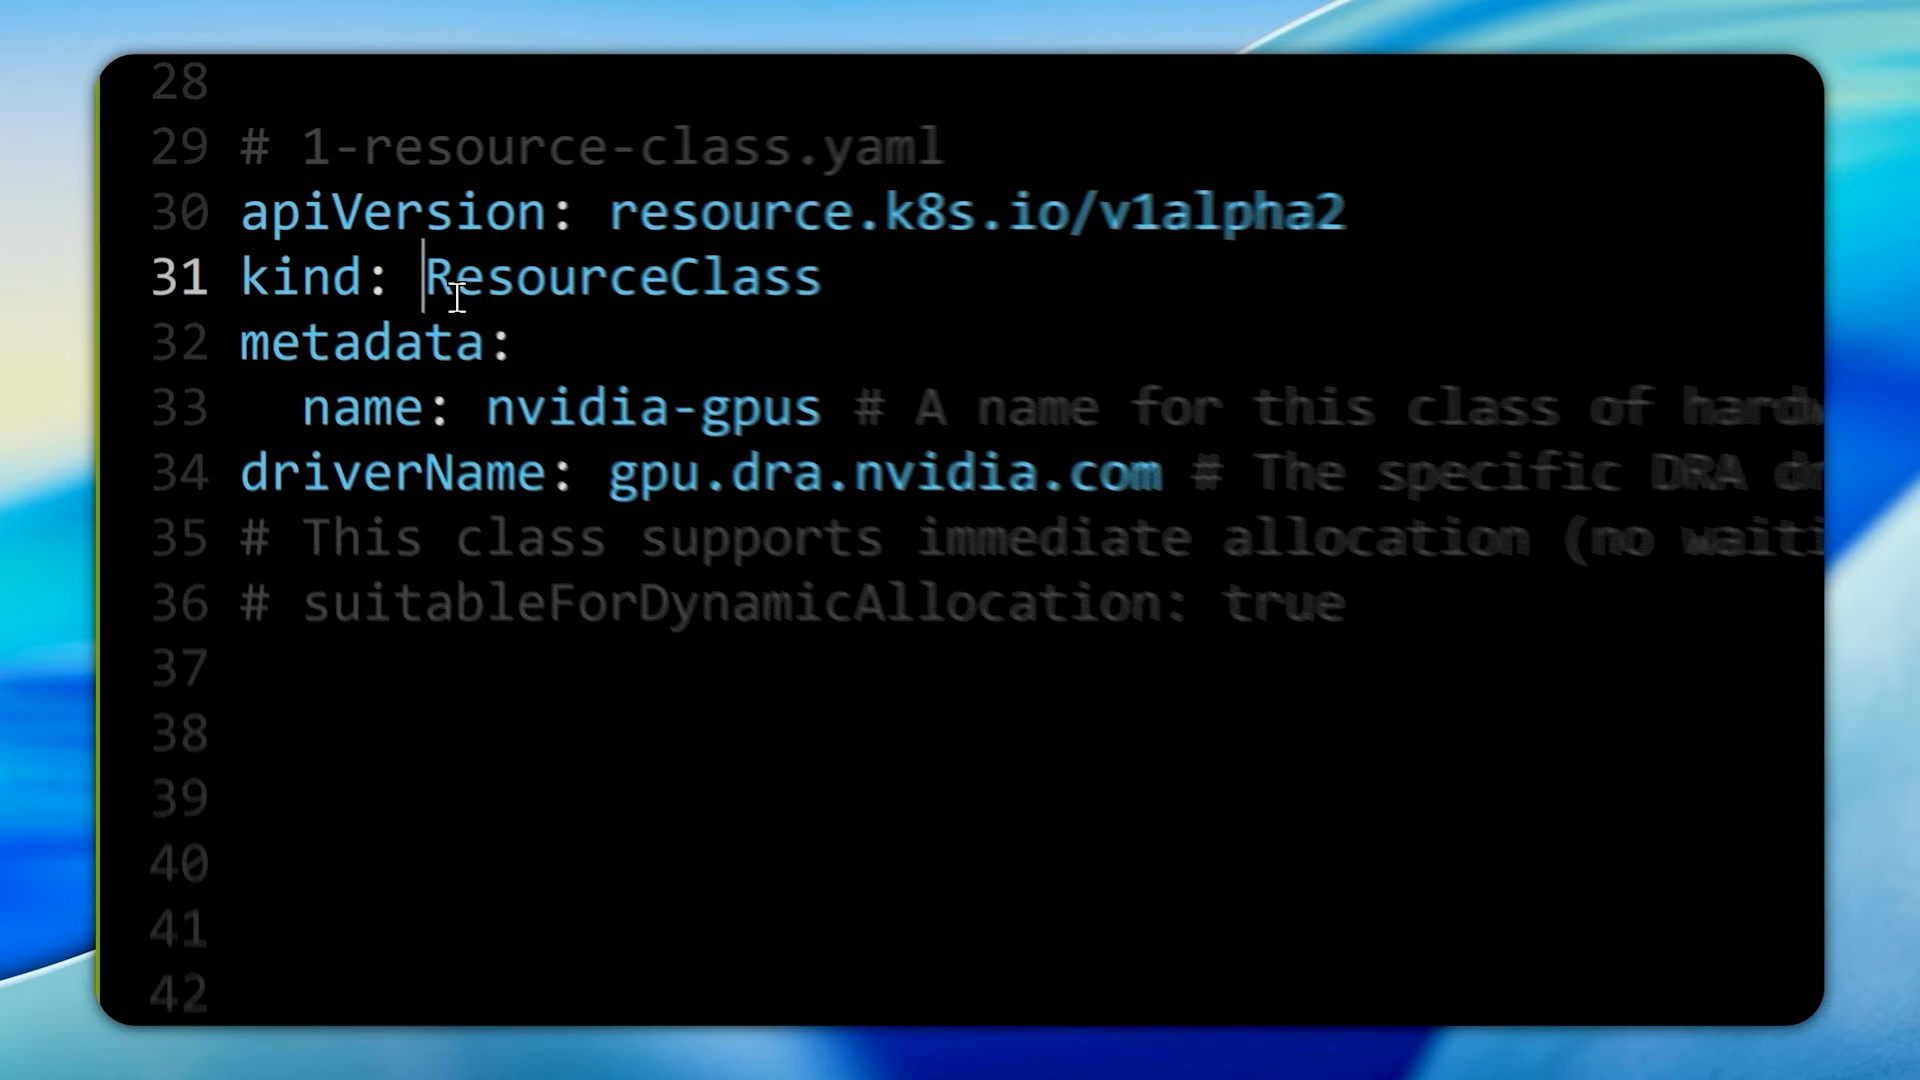 28
29 # 1-resource-class.yaml
30 apiVersion: resource.k8s.io/v1alpha2
31 kind: ResourceClass
32 metadata:
33   name: nvidia-gpus # A name for this class of
34 driverName: gpu.dra.nvidia.com # The specific DRA
35 # This class supports immediate allocation (no
36 # suitableForDynamicAllocation: true
37
38
39
40
41
42